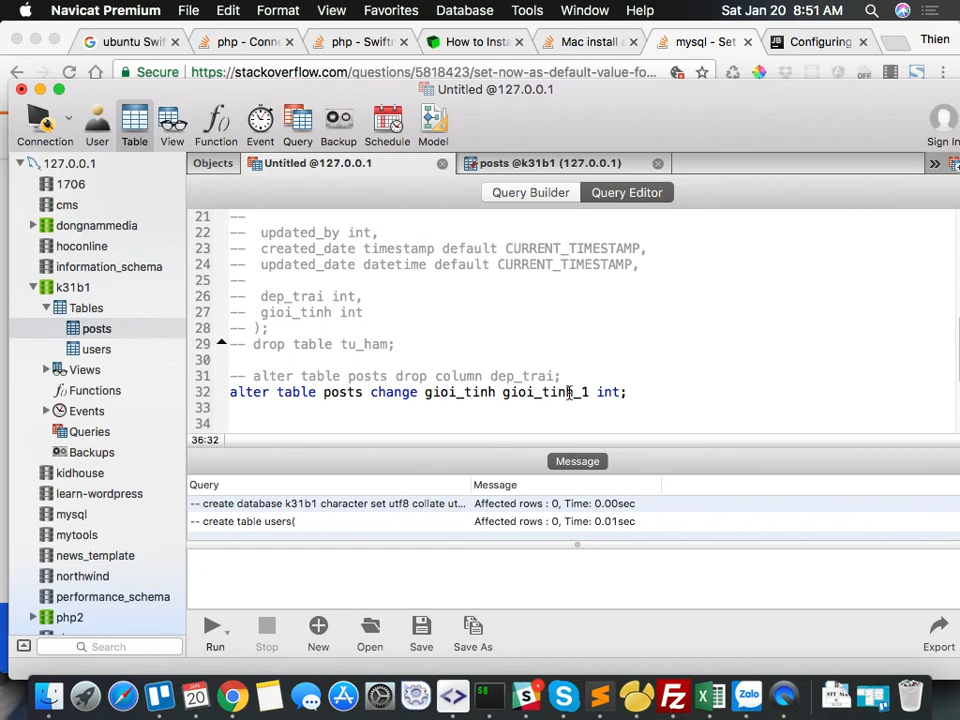 Navicat Premium File Edit Format View Favorites Database Tools Window Help Sat Jan 20 8:51 AM
ubuntu Swif php - Conn php - Swiftm How to Insta Mac install a mysql - Set Configuring Thien
Secure https://stackoverflow.com/questions/5818423/set-now-as-default-value-fo...
Untitled @127.0.0.1
Connection User Table View Function Event Query Backup Schedule Model Sign In
127.0.0.1
1706
cms
dongnammedia
hoconline
information_schema
k31b1
Tables
posts
users
Views
Functions
Events
Queries
Backups
kidhouse
learn-wordpress
mysql
mytools
news_template
northwind
performance_schema
php2
Search
Objects Untitled @127.0.0.1 posts @k31b1 (127.0.0.1)
Query Builder Query Editor
21 --
22 -- updated_by int,
23 -- created_date timestamp default CURRENT_TIMESTAMP,
24 -- updated_date datetime default CURRENT_TIMESTAMP,
25 --
26 -- dep_trai int,
27 -- gioi_tinh int
28 -- );
29 -- drop table tu_ham;
30
31 -- alter table posts drop column dep_trai;
32 alter table posts change gioi_tinh gioi_tinh_1 int;
33
34
36:32
Message
Query Message
-- create database k31b1 character set utf8 collate ut... Affected rows : 0, Time: 0.00sec
-- create table users( Affected rows : 0, Time: 0.01sec
Run Stop New Open Save Save As Export